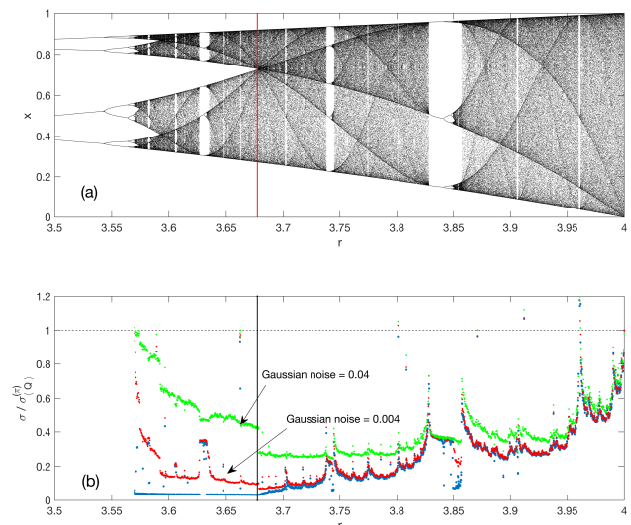 1
0.8
0.6
0.4
0.2
0
x
(a)
3.5 3.55 3.6 3.65 3.7 3.75 3.8 3.85 3.9 3.95 4
r
1.2
1
0.8
0.6
0.4
0.2
0
σ / σ⟨Q⟩(π)
Gaussian noise = 0.04
Gaussian noise = 0.004
(b)
3.5 3.55 3.6 3.65 3.7 3.75 3.8 3.85 3.9 3.95 4
r